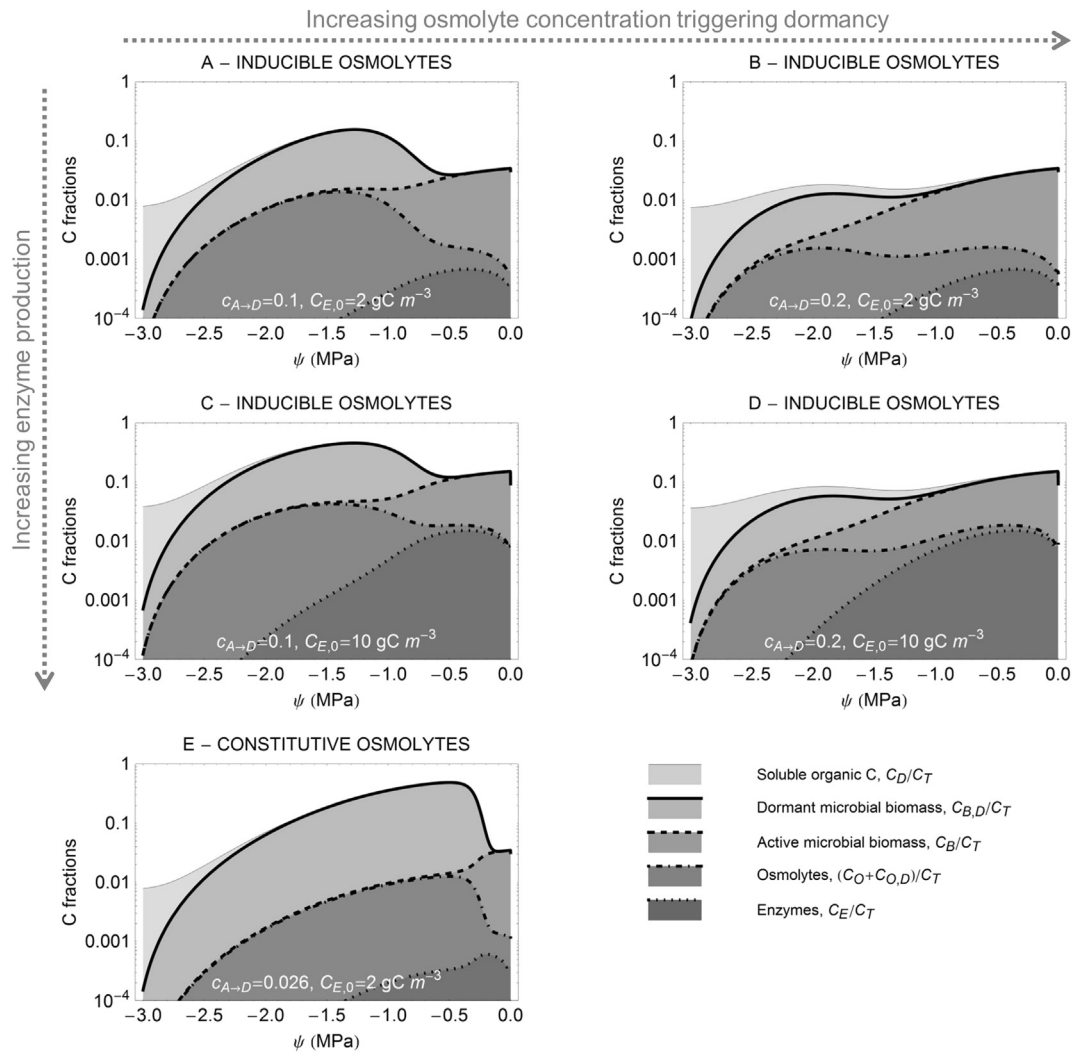 Increasing osmolyte concentration triggering dormancy
Increasing enzyme production
A – INDUCIBLE OSMOLYTES
1
0.1
0.01
0.001
10⁻⁴
C fractions
c_A→D=0.1, C_E,0=2 gC m⁻³
−3.0 −2.5 −2.0 −1.5 −1.0 −0.5 0.0
ψ (MPa)
B – INDUCIBLE OSMOLYTES
1
0.1
0.01
0.001
10⁻⁴
C fractions
c_A→D=0.2, C_E,0=2 gC m⁻³
−3.0 −2.5 −2.0 −1.5 −1.0 −0.5 0.0
ψ (MPa)
C – INDUCIBLE OSMOLYTES
1
0.1
0.01
0.001
10⁻⁴
C fractions
c_A→D=0.1, C_E,0=10 gC m⁻³
−3.0 −2.5 −2.0 −1.5 −1.0 −0.5 0.0
ψ (MPa)
D – INDUCIBLE OSMOLYTES
1
0.1
0.01
0.001
10⁻⁴
C fractions
c_A→D=0.2, C_E,0=10 gC m⁻³
−3.0 −2.5 −2.0 −1.5 −1.0 −0.5 0.0
ψ (MPa)
E – CONSTITUTIVE OSMOLYTES
1
0.1
0.01
0.001
10⁻⁴
C fractions
c_A→D=0.026, C_E,0=2 gC m⁻³
−3.0 −2.5 −2.0 −1.5 −1.0 −0.5 0.0
ψ (MPa)
Soluble organic C, C_D/C_T
Dormant microbial biomass, C_B,D/C_T
Active microbial biomass, C_B/C_T
Osmolytes, (C_O+C_O,D)/C_T
Enzymes, C_E/C_T